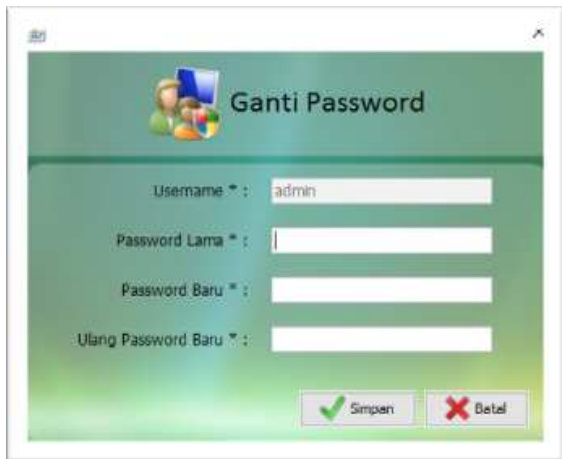 Ganti Password
Username * : admin
Password Lama * :
Password Baru * :
Ulang Password Baru * :
Simpan Batal